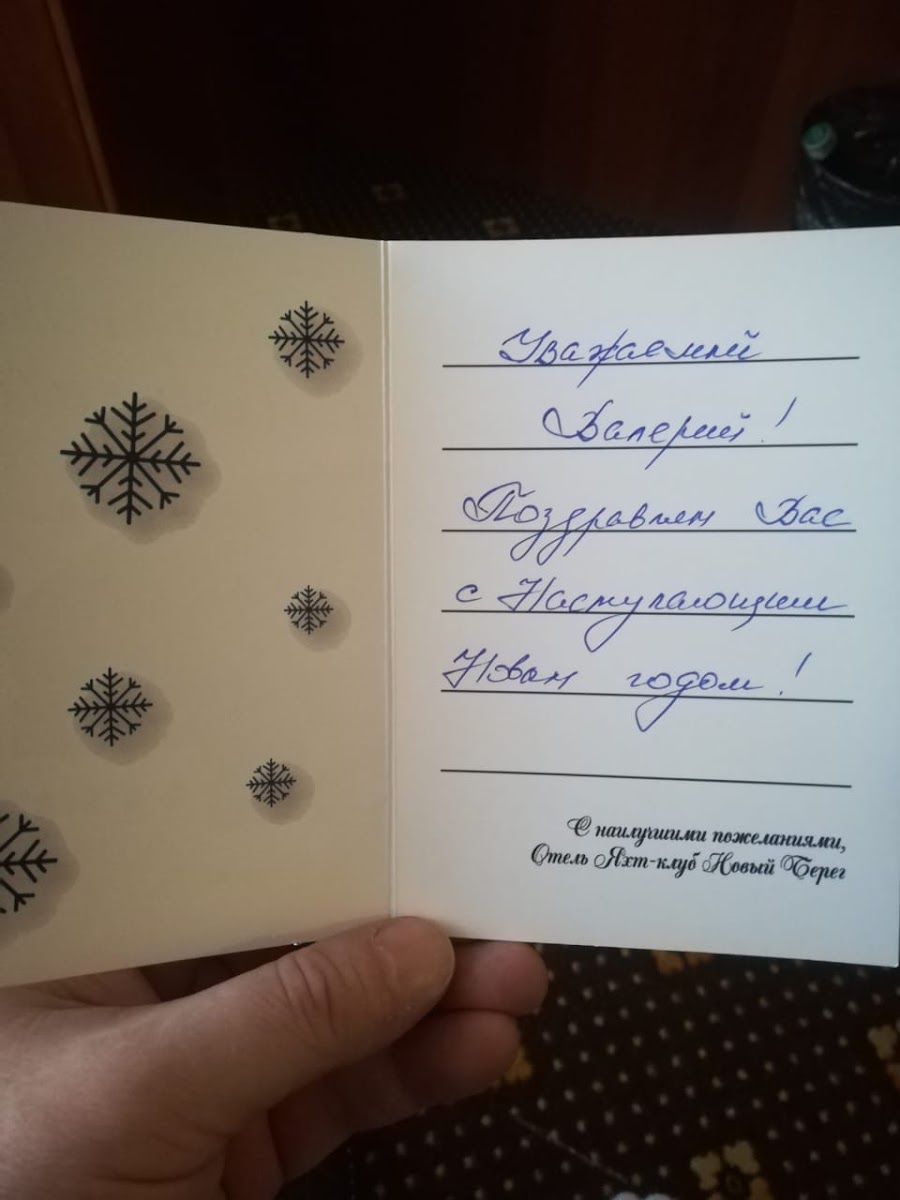 Уважаемый
Валерий!
Поздравляем Вас
с Наступающим
Новым годом!
С наилучшими пожеланиями,
Отель Яхт-клуб Новый Берег